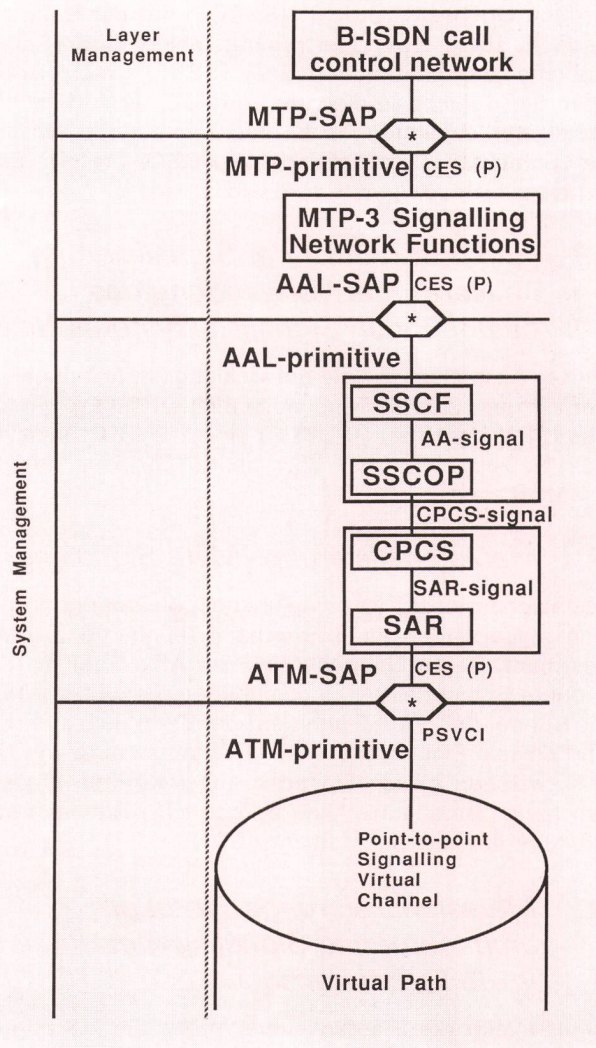 Layer
Management
B-ISDN call
control network
MTP-SAP
*
MTP-primitive CES (P)
MTP-3 Signalling
Network Functions
AAL-SAP CES (P)
*
AAL-primitive
SSCF
AA-signal
SSCOP
CPCS-signal
CPCS
SAR-signal
SAR
ATM-SAP CES (P)
*
PSVCI
ATM-primitive
Point-to-point
Signalling
Virtual
Channel
Virtual Path
System Management